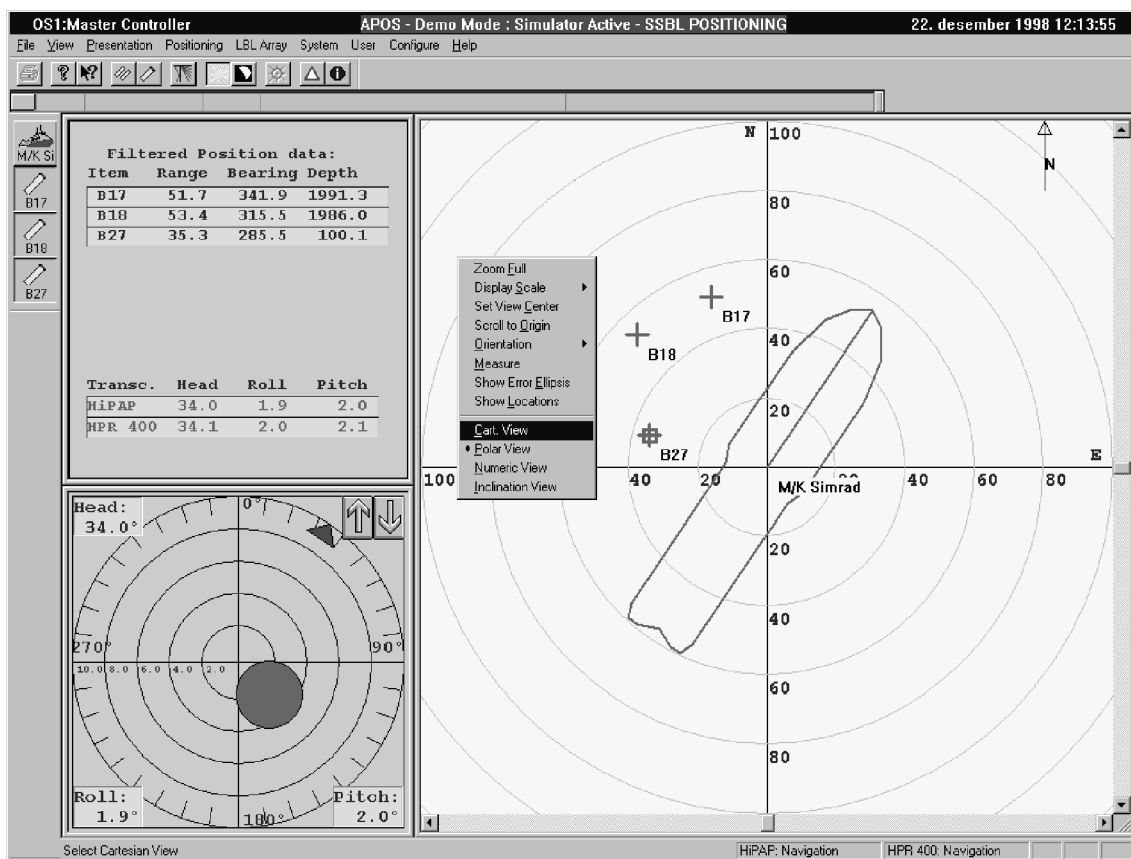 OS1:Master Controller APOS - Demo Mode : Simulator Active - SSBL POSITIONING 22. desember 1998 12:13:55
File View Presentation Positioning LBL Array System User Configure Help
M/K Si
B17
B18
B27
Filtered Position data:
Item Range Bearing Depth
B17 51.7 341.9 1991.3
B18 53.4 315.5 1986.0
B27 35.3 285.5 100.1
Transc. Head Roll Pitch
HiPAP 34.0 1.9 2.0
HPR 400 34.1 2.0 2.1
Head:
34.0°
0°
270°
90°
10.0 8.0 6.0 4.0 2.0
Roll:
1.9°
180°
Pitch:
2.0°
N 100
N
80
60
40
20
B17
B18
B27
Zoom Full
Display Scale
Set View Center
Scroll to Origin
Orientation
Measure
Show Error Ellipsis
Show Locations
Cart. View
Polar View
Numeric View
Inclination View
E
100 40 20 20 40 60 80
M/K Simrad
20
40
60
80
Select Cartesian View HiPAP: Navigation HPR 400: Navigation